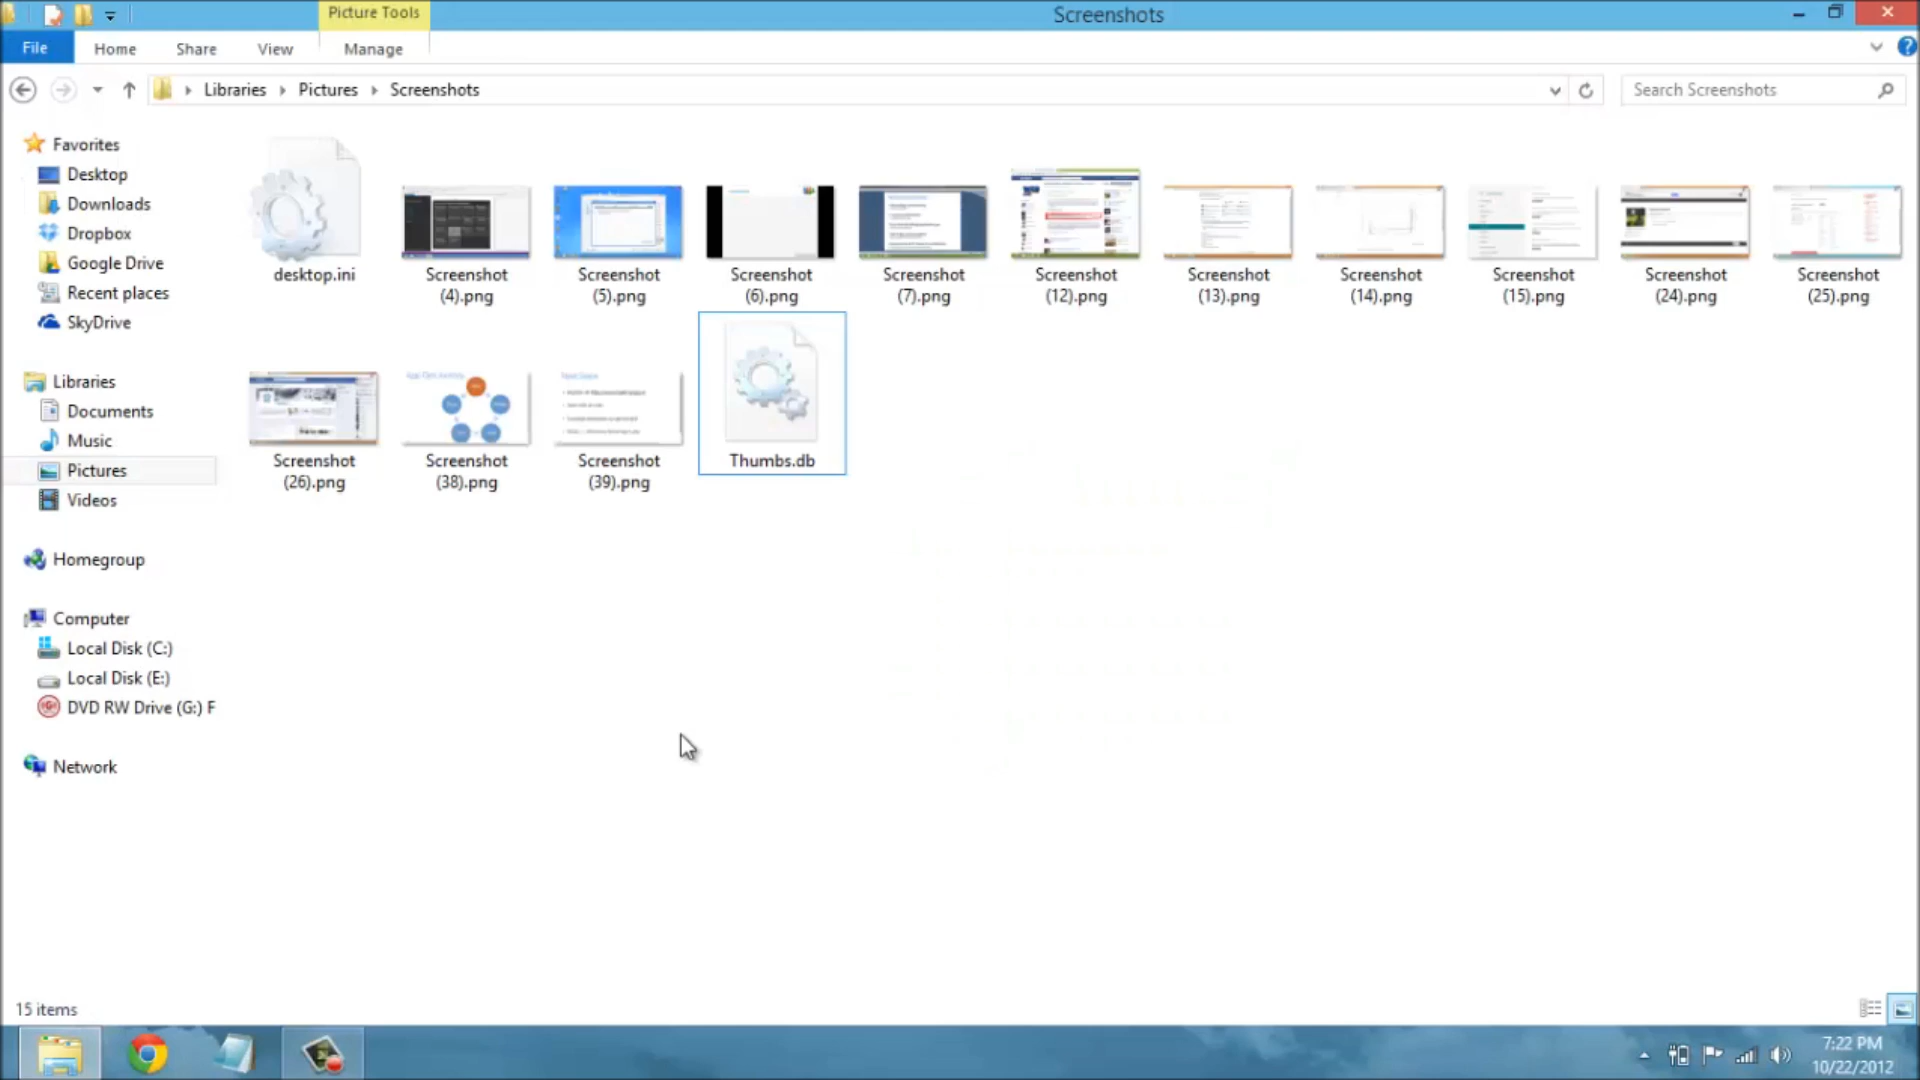 Picture Tools
Screenshots
File
Home
Share
View
Manage
Libraries
Pictures
Screenshots
Search Screenshots
Favorites
Desktop
Downloads
Dropbox
Google Drive
Recent places
SkyDrive
Libraries
Documents
Music
Pictures
Videos
Homegroup
Computer
Local Disk (C:)
Local Disk (E:)
DVD RW Drive (G:) F
Network
desktop.ini
Screenshot
(4).png
Screenshot
(5).png
Screenshot
(6).png
Screenshot
(7).png
Screenshot
(12).png
Screenshot
(13).png
Screenshot
(14).png
Screenshot
(15).png
Screenshot
(24).png
Screenshot
(25).png
Screenshot
(26).png
Screenshot
(38).png
Screenshot
(39).png
Thumbs.db
15 items
7:22 PM
10/22/2012